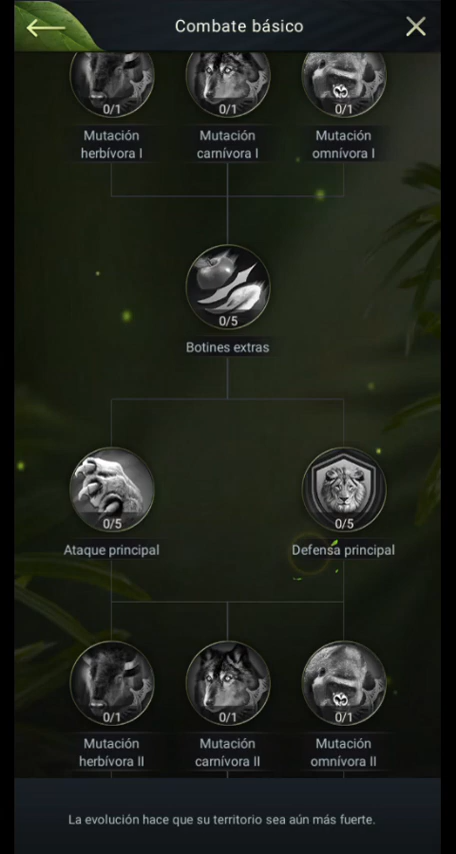 Combate básico
0/1 0/1 0/1
Mutación Mutación Mutación
herbívora I carnívora I omnívora I
0/5
Botines extras
0/5 0/5
Ataque principal Defensa principal
0/1 0/1 0/1
Mutación Mutación Mutación
herbívora II carnívora II omnívora II
La evolución hace que su territorio sea aún más fuerte.